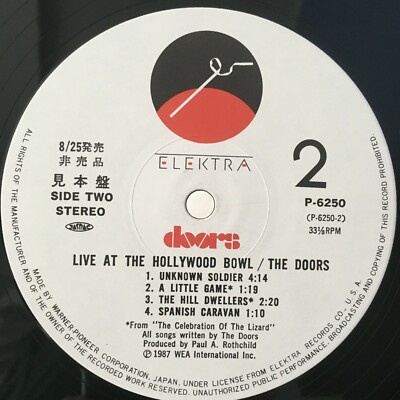 ALL RIGHTS OF THE MANUFACTURER AND OF THE OWNER OF THE RECORDED WORK RESERVED. UNAUTHORIZED COPYING, PUBLIC PERFORMANCE, BROADCASTING AND RENTAL OF THIS RECORD PROHIBITED.
8/25発売
非売品
見本盤
SIDE TWO
STEREO
JASRAC
ELEKTRA
2
P-6250
(P-6250-2)
33⅓RPM
doors
LIVE AT THE HOLLYWOOD BOWL / THE DOORS
1. UNKNOWN SOLDIER 4:14
2. A LITTLE GAME* 1:19
3. THE HILL DWELLERS* 2:20
4. SPANISH CARAVAN 1:10
*From "The Celebration Of The Lizard"
All songs written by The Doors
Produced by Paul A. Rothchild
Ⓟ1987 WEA International Inc.
MADE BY WARNER-PIONEER CORPORATION, JAPAN, UNDER LICENSE FROM ELEKTRA RECORDS CO., U.S.A.